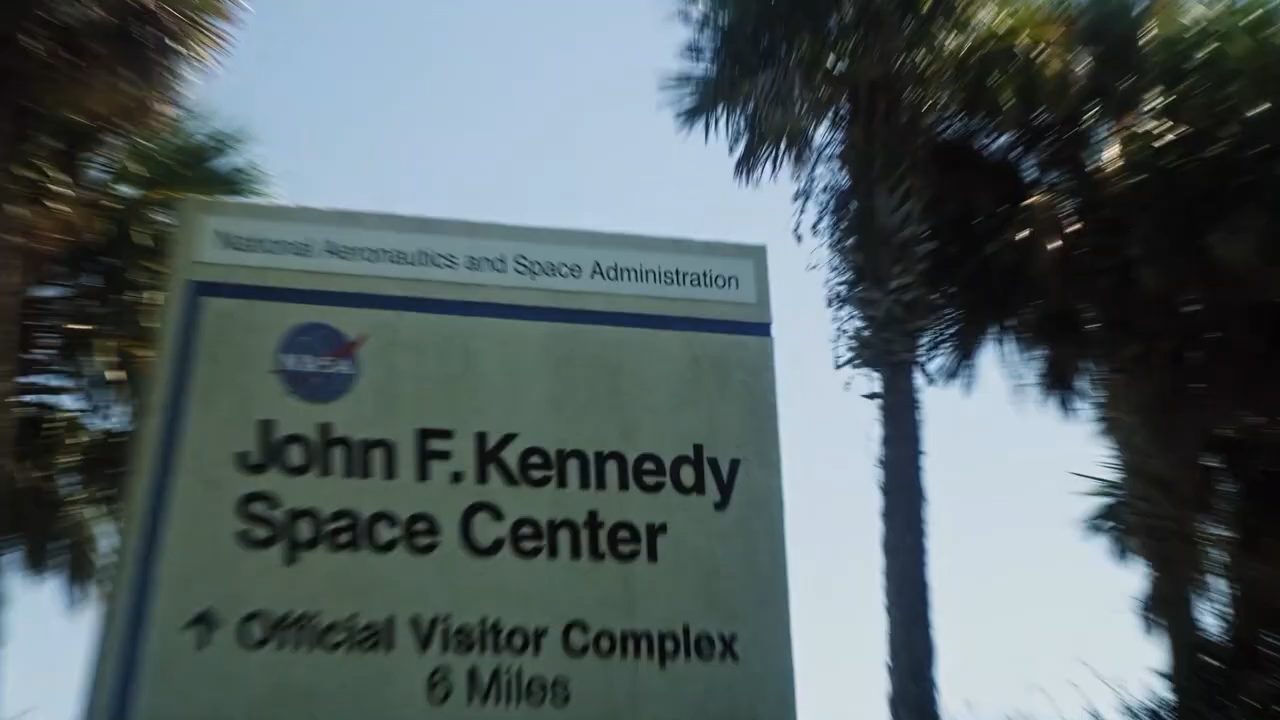 National Aeronautics and Space Administration
NASA
John F. Kennedy
Space Center
↑ Official Visitor Complex
6 Miles